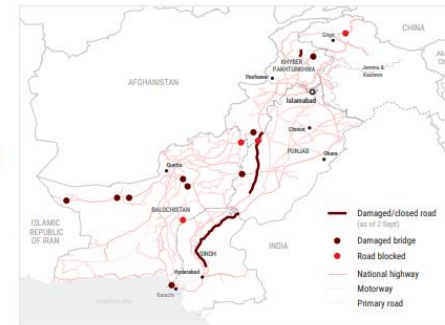 CHINA
Gilgit
KHYBER
PAKHTUNKHWA
AFGHANISTAN
Peshawar
Jammu &
Kashmir
Islamabad
Chiniot
PUNJAB
Okara
Quetta
BALOCHISTAN
ISLAMIC
REPUBLIC
OF IRAN
SINDH
INDIA
Hyderabad
Karachi
Damaged/closed road
(as of 2 Sept)
Damaged bridge
Road blocked
National highway
Motorway
Primary road